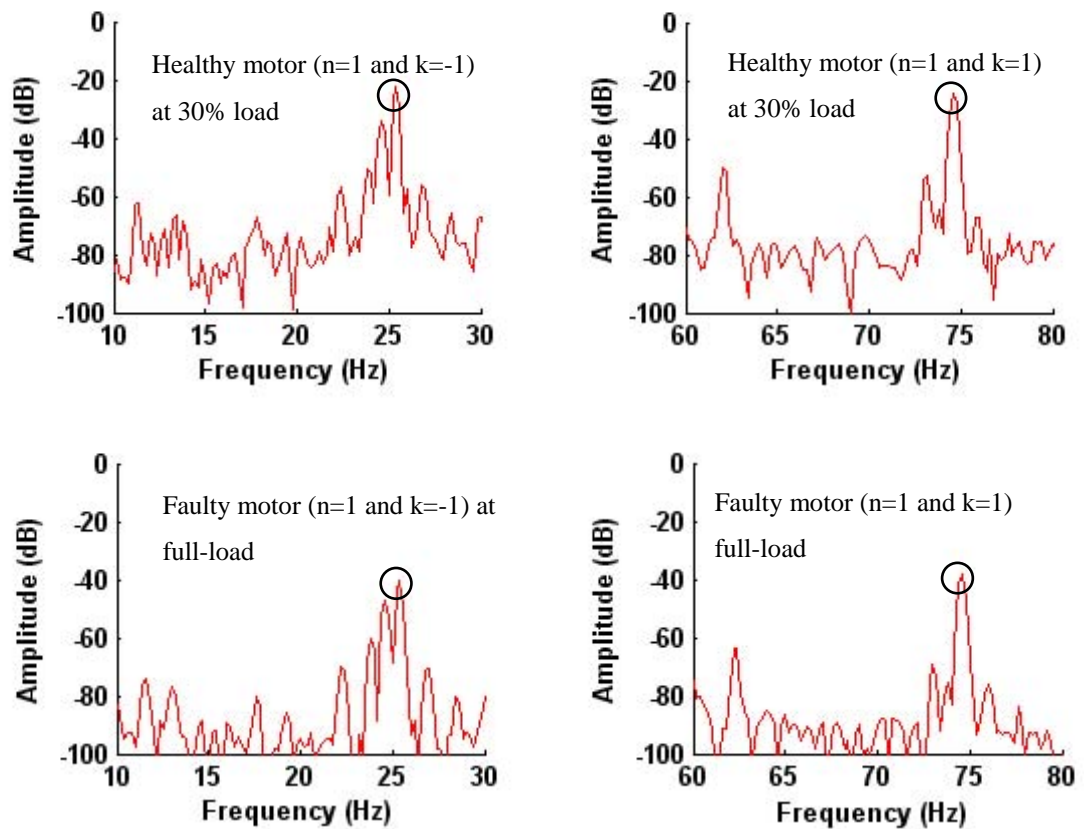 0
-20
-40
-60
-80
-100
Amplitude (dB)
Healthy motor (n=1 and k=-1)
at 30% load
10 15 20 25 30
Frequency (Hz)
0
-20
-40
-60
-80
-100
Amplitude (dB)
Healthy motor (n=1 and k=1)
at 30% load
60 65 70 75 80
Frequency (Hz)
0
-20
-40
-60
-80
-100
Amplitude (dB)
Faulty motor (n=1 and k=-1) at
full-load
10 15 20 25 30
Frequency (Hz)
0
-20
-40
-60
-80
-100
Amplitude (dB)
Faulty motor (n=1 and k=1)
full-load
60 65 70 75 80
Frequency (Hz)